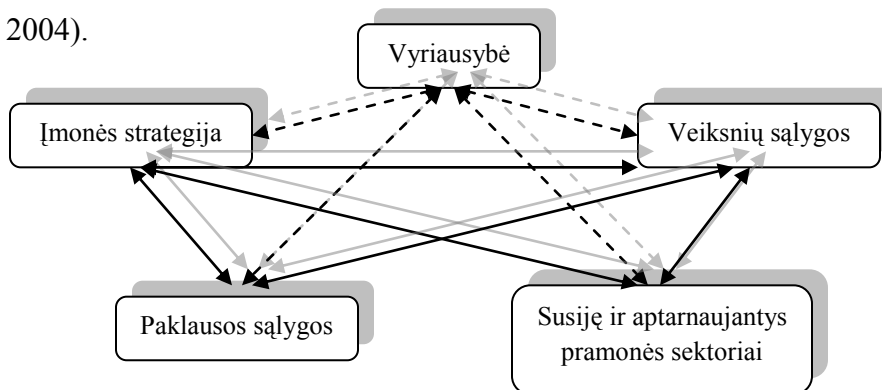 2004).
Vyriausybė
Įmonės strategija
Veiksnių sąlygos
Paklausos sąlygos
Susiję ir aptarnaujantys
pramonės sektoriai